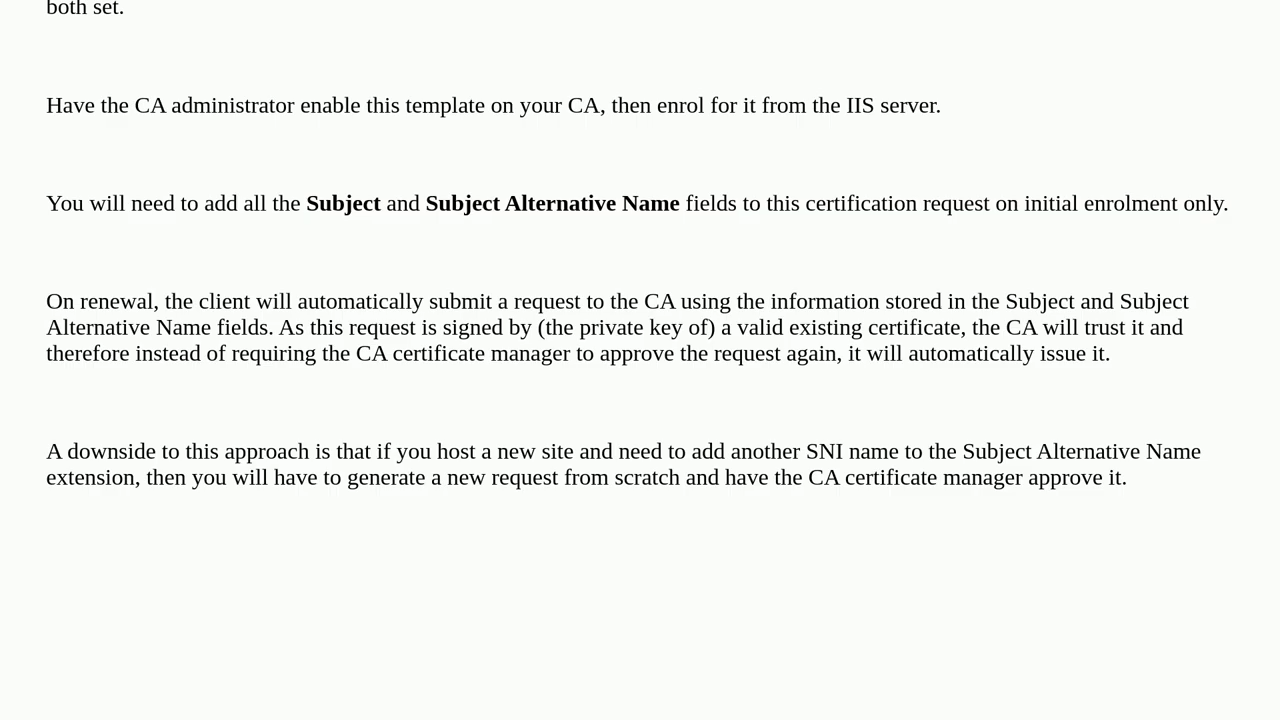 both set.
Have the CA administrator enable this template on your CA, then enrol for it from the IIS server.
You will need to add all the Subject and Subject Alternative Name fields to this certification request on initial enrolment only.
On renewal, the client will automatically submit a request to the CA using the information stored in the Subject and Subject
Alternative Name fields. As this request is signed by (the private key of) a valid existing certificate, the CA will trust it and
therefore instead of requiring the CA certificate manager to approve the request again, it will automatically issue it.
A downside to this approach is that if you host a new site and need to add another SNI name to the Subject Alternative Name
extension, then you will have to generate a new request from scratch and have the CA certificate manager approve it.